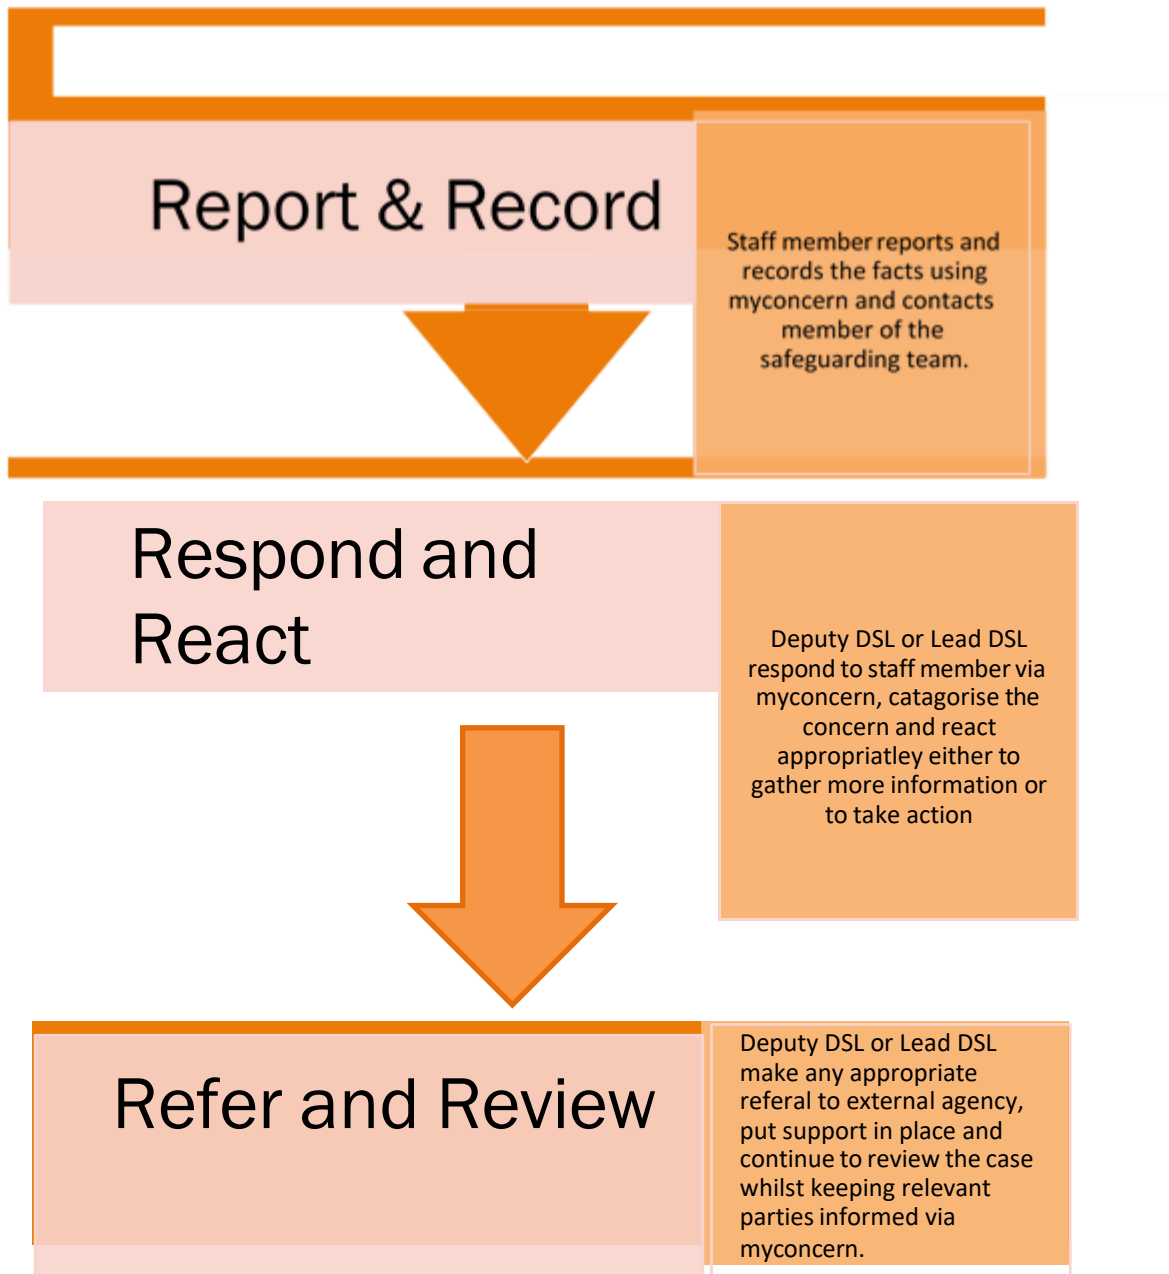 Report & Record
Staff member reports and
records the facts using
myconcern and contacts
member of the
safeguarding team.
Respond and
React
Deputy DSL or Lead DSL
respond to staff member via
myconcern, catagorise the
concern and react
appropriatley either to
gather more information or
to take action
Refer and Review
Deputy DSL or Lead DSL
make any appropriate
referal to external agency,
put support in place and
continue to review the case
whilst keeping relevant
parties informed via
myconcern.